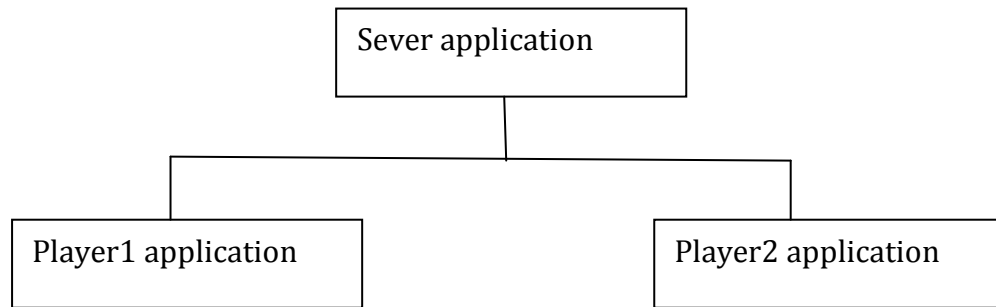 Sever application
Player1 application
Player2 application